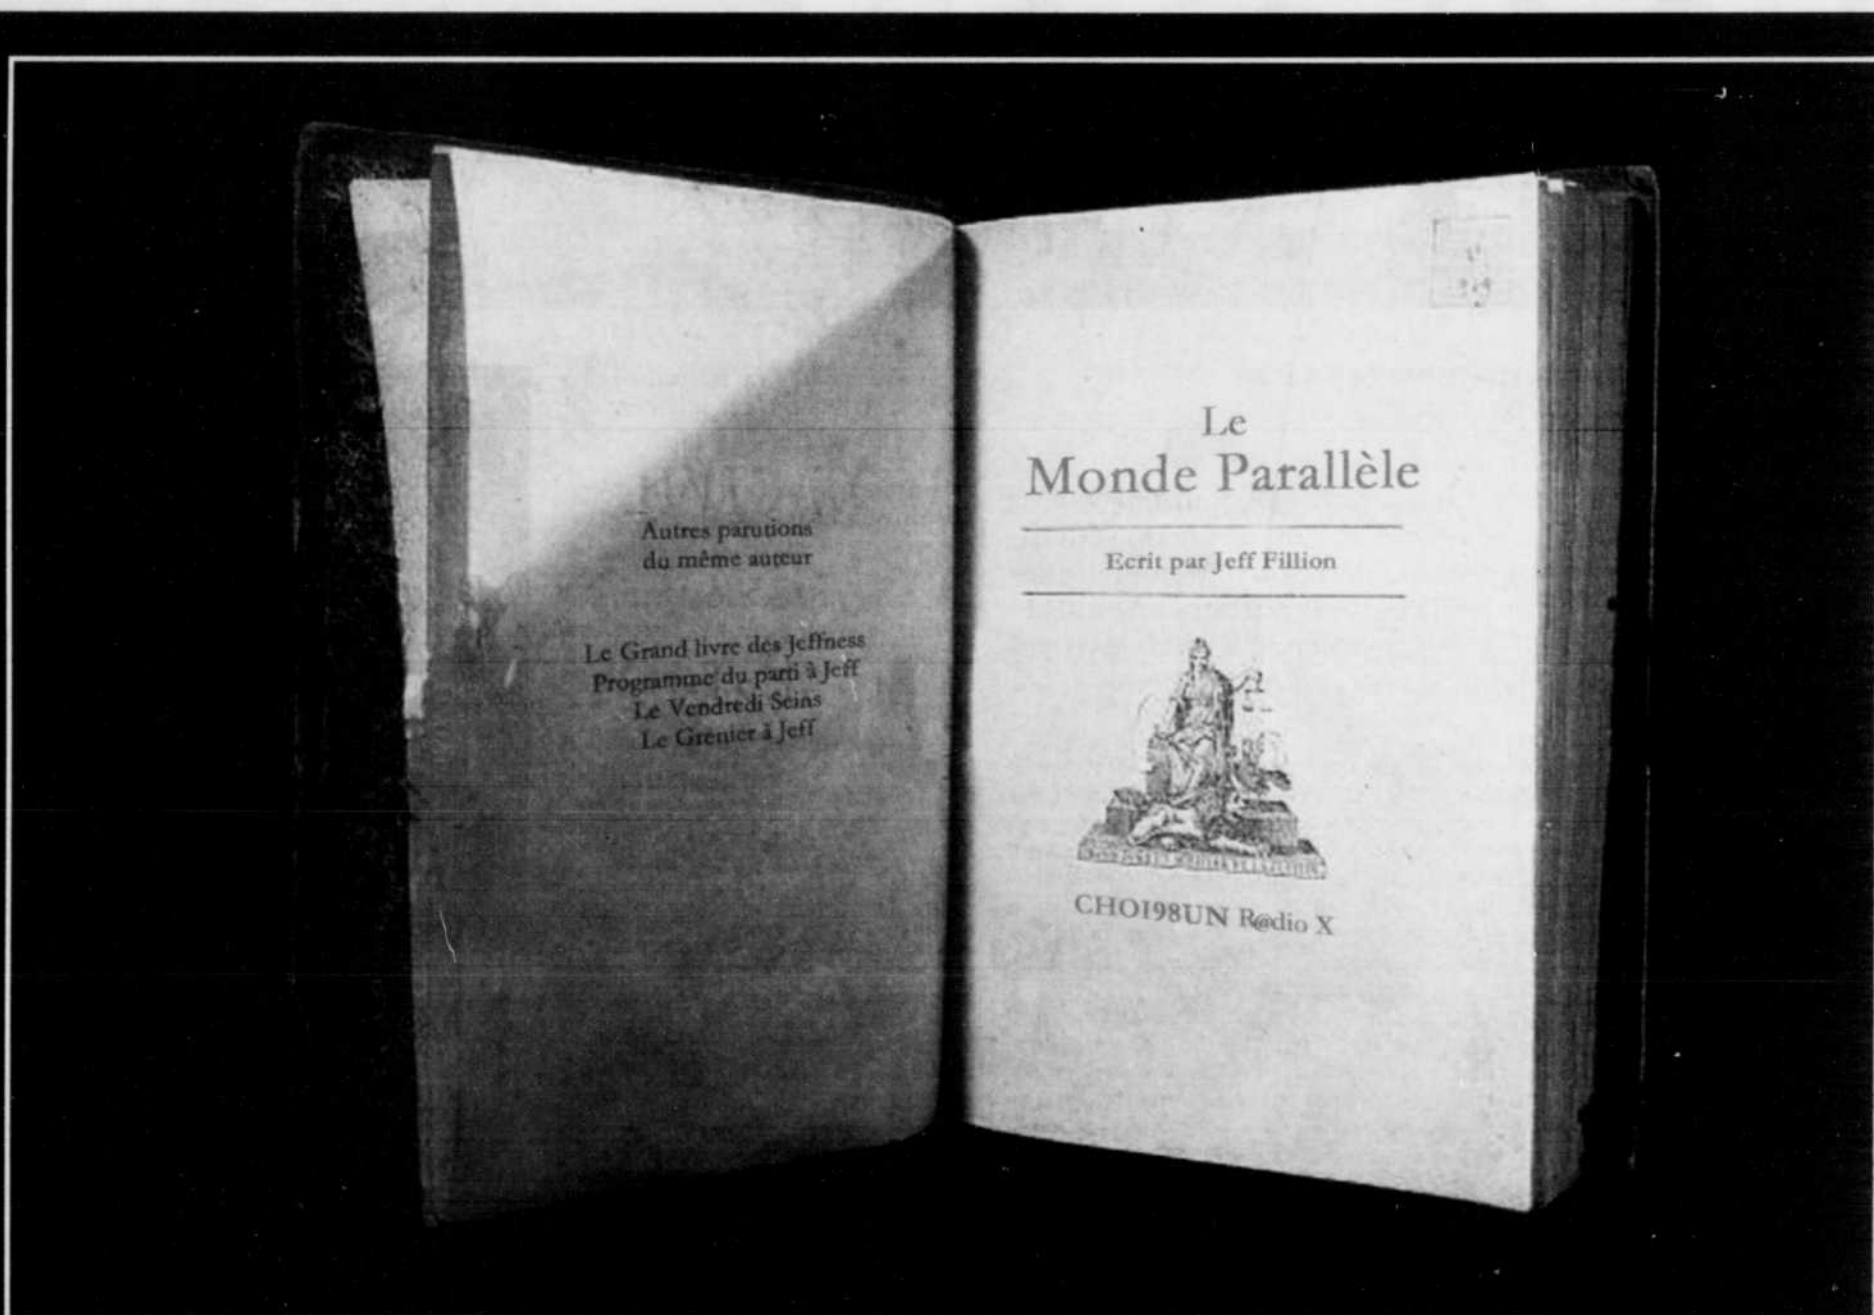 Autres parutions
du même auteur
Le Grand livre des Jeffness
Programme du parti à Jeff
Le Vendredi Seins
Le Grenier à Jeff
Le
Monde Parallèle
Ecrit par Jeff Fillion
CHOI98UN R@dio X